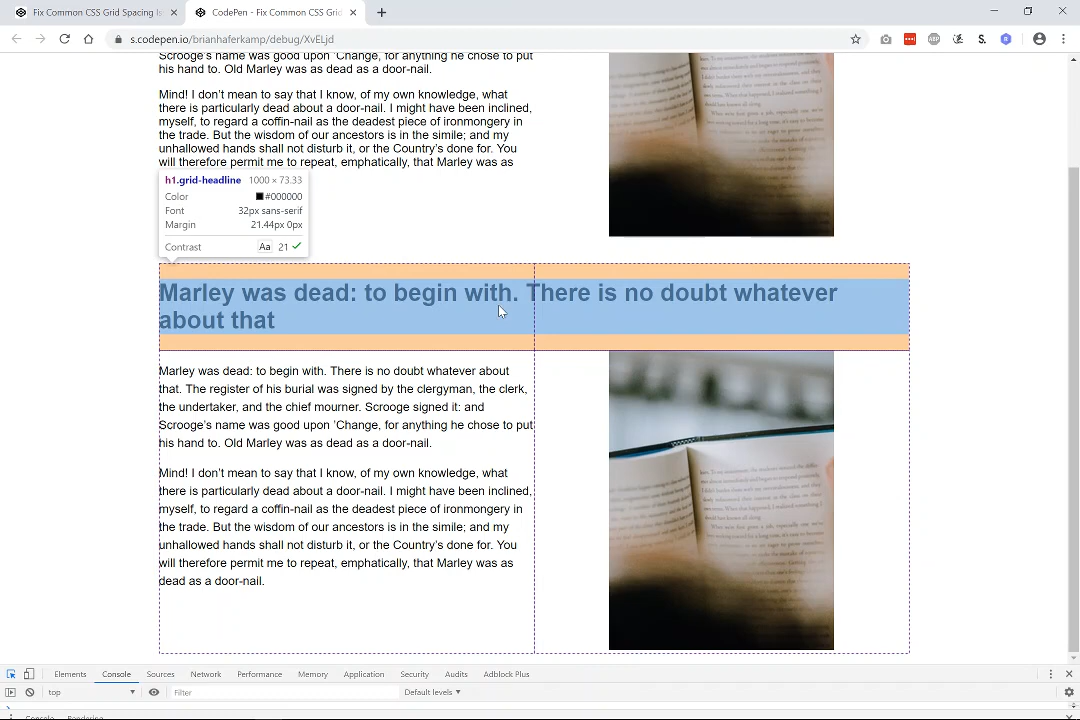 Fix Common CSS Grid Spacing Is
CodePen - Fix Common CSS Grid
s.codepen.io/brianhaferkamp/debug/XvELjd
ABP
S.
R
Scrooge's name was good upon 'Change, for anything he chose to put
his hand to. Old Marley was as dead as a door-nail.
Mind! I don't mean to say that I know, of my own knowledge, what
there is particularly dead about a door-nail. I might have been inclined,
myself, to regard a coffin-nail as the deadest piece of ironmongery in
the trade. But the wisdom of our ancestors is in the simile; and my
unhallowed hands shall not disturb it, or the Country's done for. You
will therefore permit me to repeat, emphatically, that Marley was as
h1.grid-headline 1000 × 73.33
Color #000000
Font 32px sans-serif
Margin 21.44px 0px
Contrast Aa 21
Marley was dead: to begin with. There is no doubt whatever
about that
Marley was dead: to begin with. There is no doubt whatever about
that. The register of his burial was signed by the clergyman, the clerk,
the undertaker, and the chief mourner. Scrooge signed it: and
Scrooge's name was good upon 'Change, for anything he chose to put
his hand to. Old Marley was as dead as a door-nail.
Mind! I don't mean to say that I know, of my own knowledge, what
there is particularly dead about a door-nail. I might have been inclined,
myself, to regard a coffin-nail as the deadest piece of ironmongery in
the trade. But the wisdom of our ancestors is in the simile; and my
unhallowed hands shall not disturb it, or the Country's done for. You
will therefore permit me to repeat, emphatically, that Marley was as
dead as a door-nail.
Elements Console Sources Network Performance Memory Application Security Audits Adblock Plus
top Filter Default levels
Console Rendering